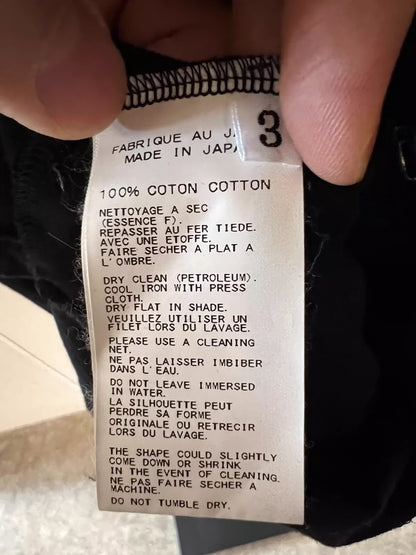 FABRIQUE AU
MADE IN JAPA
3
100% COTON COTTON
NETTOYAGE A SEC
(ESSENCE F).
REPASSER AU FER TIEDE.
AVEC UNE ETOFFE.
FAIRE SECHER A PLAT A
L'OMBRE.
DRY CLEAN (PETROLEUM).
COOL IRON WITH PRESS
CLOTH.
DRY FLAT IN SHADE.
VEUILLEZ UTILISER UN
FILET LORS DU LAVAGE.
PLEASE USE A CLEANING
NET.
NE PAS LAISSER IMBIBER
DANS L'EAU.
DO NOT LEAVE IMMERSED
IN WATER.
LA SILHOUETTE PEUT
PERDRE SA FORME
ORIGINALE OU RETRECIR
LORS DU LAVAGE.
THE SHAPE COULD SLIGHTLY
COME DOWN OR SHRINK
IN THE EVENT OF CLEANING.
NE PAS FAIRE SECHER A
MACHINE.
DO NOT TUMBLE DRY.